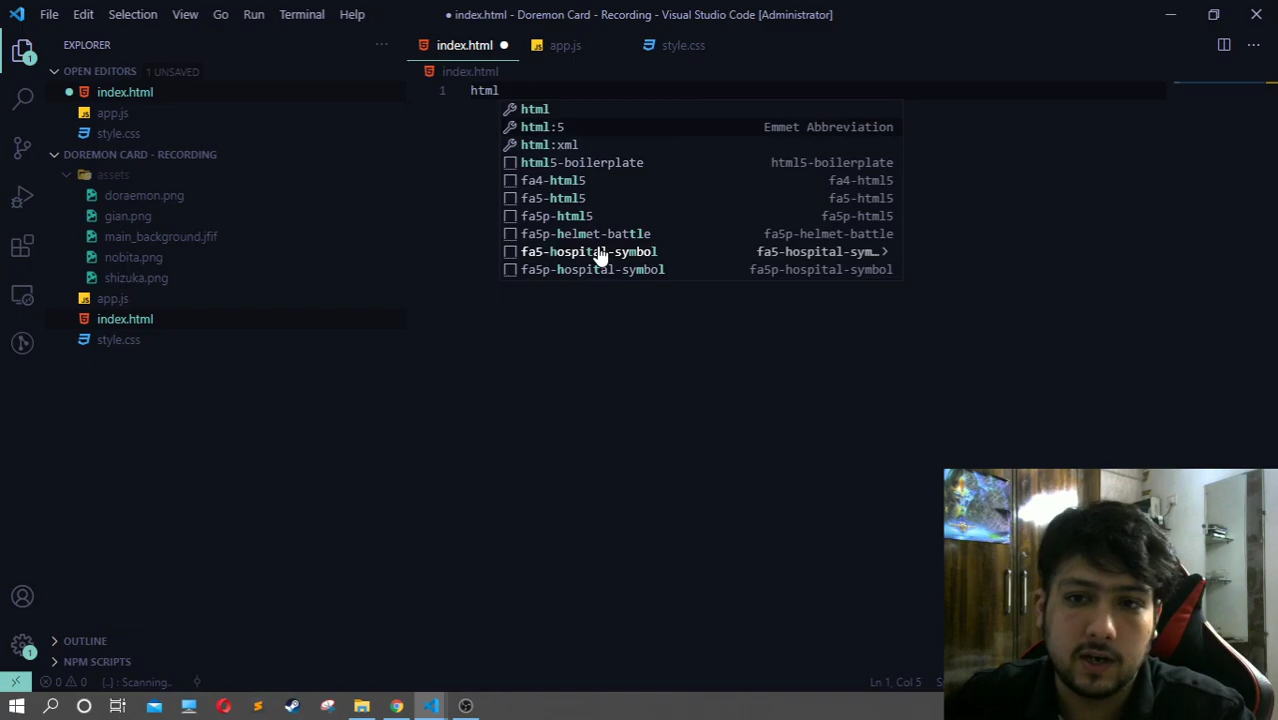 File Edit Selection View Go Run Terminal Help
● index.html - Doremon Card - Recording - Visual Studio Code [Administrator]
EXPLORER
index.html
app.js
style.css
OPEN EDITORS 1 UNSAVED
index.html
app.js
style.css
DOREMON CARD - RECORDING
assets
doraemon.png
gian.png
main_background.jfif
nobita.png
shizuka.png
app.js
index.html
style.css
OUTLINE
NPM SCRIPTS
index.html
1 html
html
html:5 Emmet Abbreviation
html:xml
html5-boilerplate html5-boilerplate
fa4-html5 fa4-html5
fa5-html5 fa5-html5
fa5p-html5 fa5p-html5
fa5p-helmet-battle fa5p-helmet-battle
fa5-hospital-symbol fa5-hospital-sym…
fa5p-hospital-symbol fa5p-hospital-symbol
1
1
0 0 {..} : Scanning.. Ln 1, Col 5